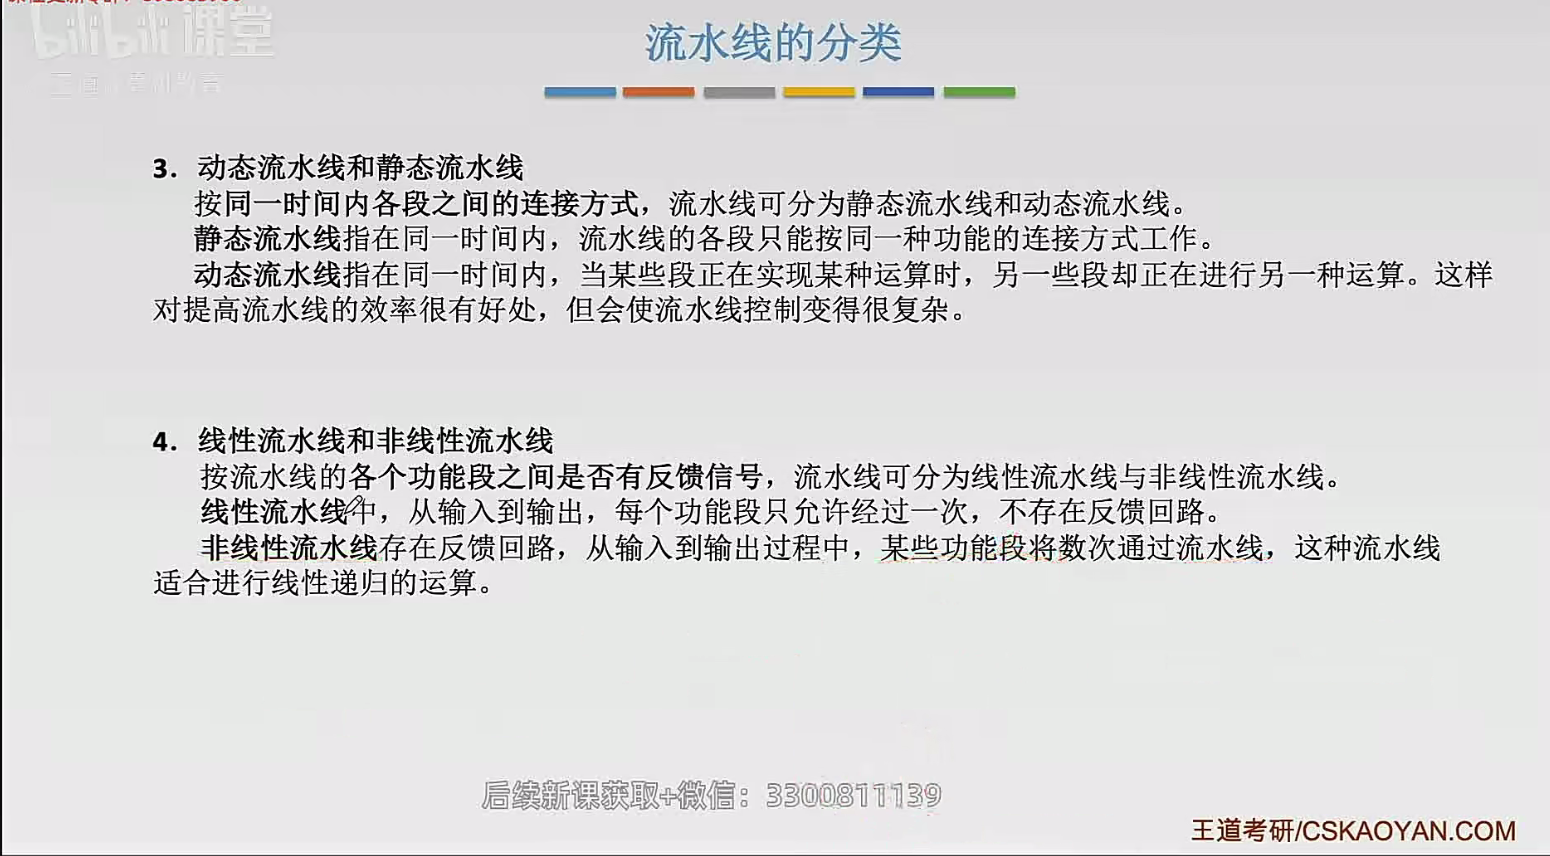 bilibili课堂
流水线的分类
3. 动态流水线和静态流水线
按同一时间内各段之间的连接方式，流水线可分为静态流水线和动态流水线。
静态流水线指在同一时间内，流水线的各段只能按同一种功能的连接方式工作。
动态流水线指在同一时间内，当某些段正在实现某种运算时，另一些段却正在进行另一种运算。这样
对提高流水线的效率很有好处，但会使流水线控制变得很复杂。
4. 线性流水线和非线性流水线
按流水线的各个功能段之间是否有反馈信号，流水线可分为线性流水线与非线性流水线。
线性流水线中，从输入到输出，每个功能段只允许经过一次，不存在反馈回路。
非线性流水线存在反馈回路，从输入到输出过程中，某些功能段将数次通过流水线，这种流水线
适合进行线性递归的运算。
后续新课获取+微信：3300811139
王道考研/CSKAOYAN.COM